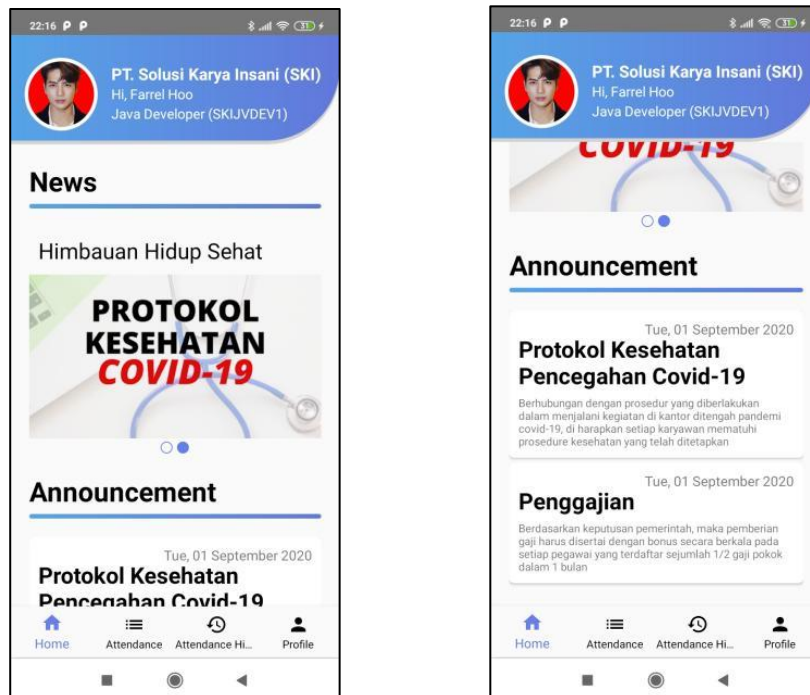 22:16
31
PT. Solusi Karya Insani (SKI)
Hi, Farrel Hoo
Java Developer (SKIJVDEV1)
News
Himbauan Hidup Sehat
PROTOKOL
KESEHATAN
COVID-19
Announcement
Tue, 01 September 2020
Protokol Kesehatan
Pencegahan Covid-19
Home
Attendance
Attendance Hi...
Profile
22:16
31
PT. Solusi Karya Insani (SKI)
Hi, Farrel Hoo
Java Developer (SKIJVDEV1)
COVID-19
Announcement
Tue, 01 September 2020
Protokol Kesehatan
Pencegahan Covid-19
Berhubungan dengan prosedur yang diberlakukan
dalam menjalani kegiatan di kantor ditengah pandemi
covid-19, di harapkan setiap karyawan mematuhi
prosedure kesehatan yang telah ditetapkan
Tue, 01 September 2020
Penggajian
Berdasarkan keputusan pemerintah, maka pemberian
gaji harus disertai dengan bonus secara berkala pada
setiap pegawai yang terdaftar sejumlah 1/2 gaji pokok
dalam 1 bulan
Home
Attendance
Attendance Hi...
Profile